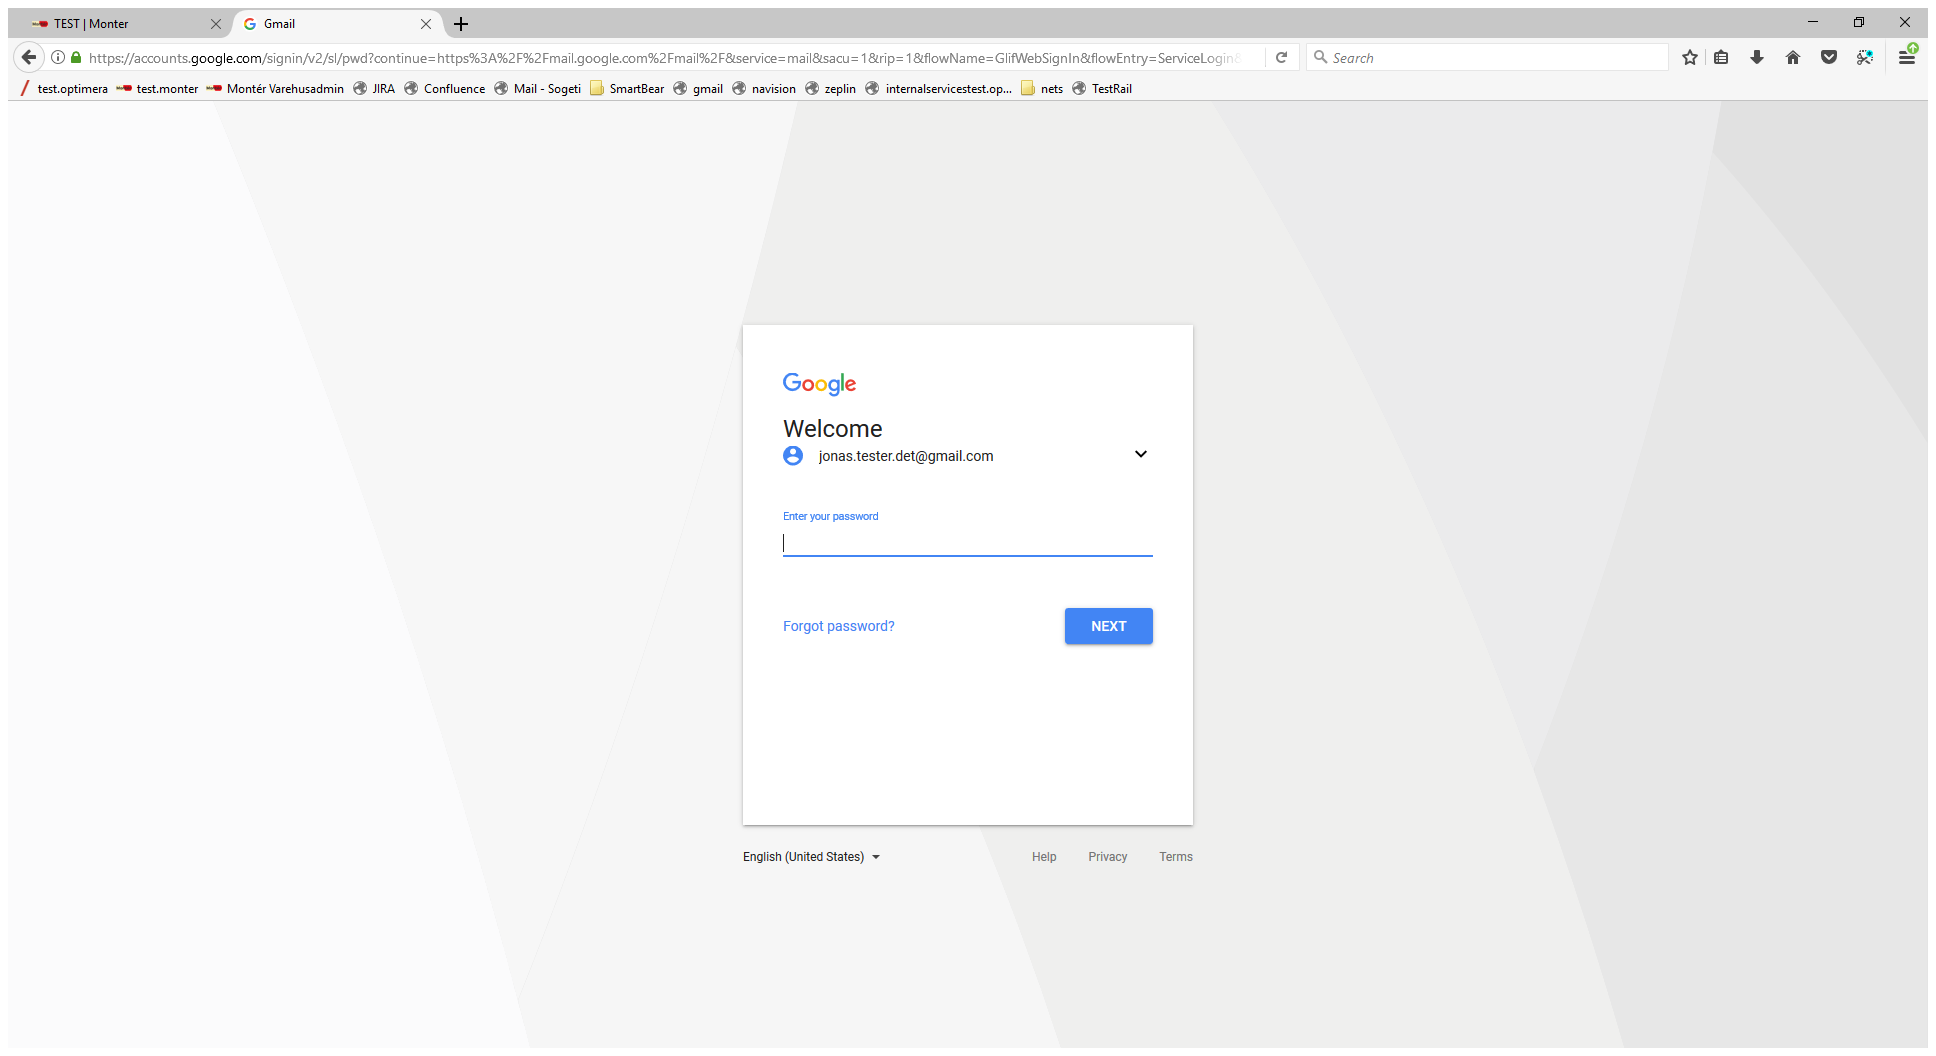 TEST | Monter
Gmail
https://accounts.google.com/signin/v2/sl/pwd?continue=https%3A%2F%2Fmail.google.com%2Fmail%2F&service=mail&sacu=1&rip=1&flowName=GlifWebSignIn&flowEntry=ServiceLogin
Search
test.optimera test.monter Montér Varehusadmin JIRA Confluence Mail - Sogeti SmartBear gmail navision zeplin internalservicestest.op... nets TestRail
Google
Welcome
jonas.tester.det@gmail.com
Enter your password
Forgot password? NEXT
English (United States) Help Privacy Terms